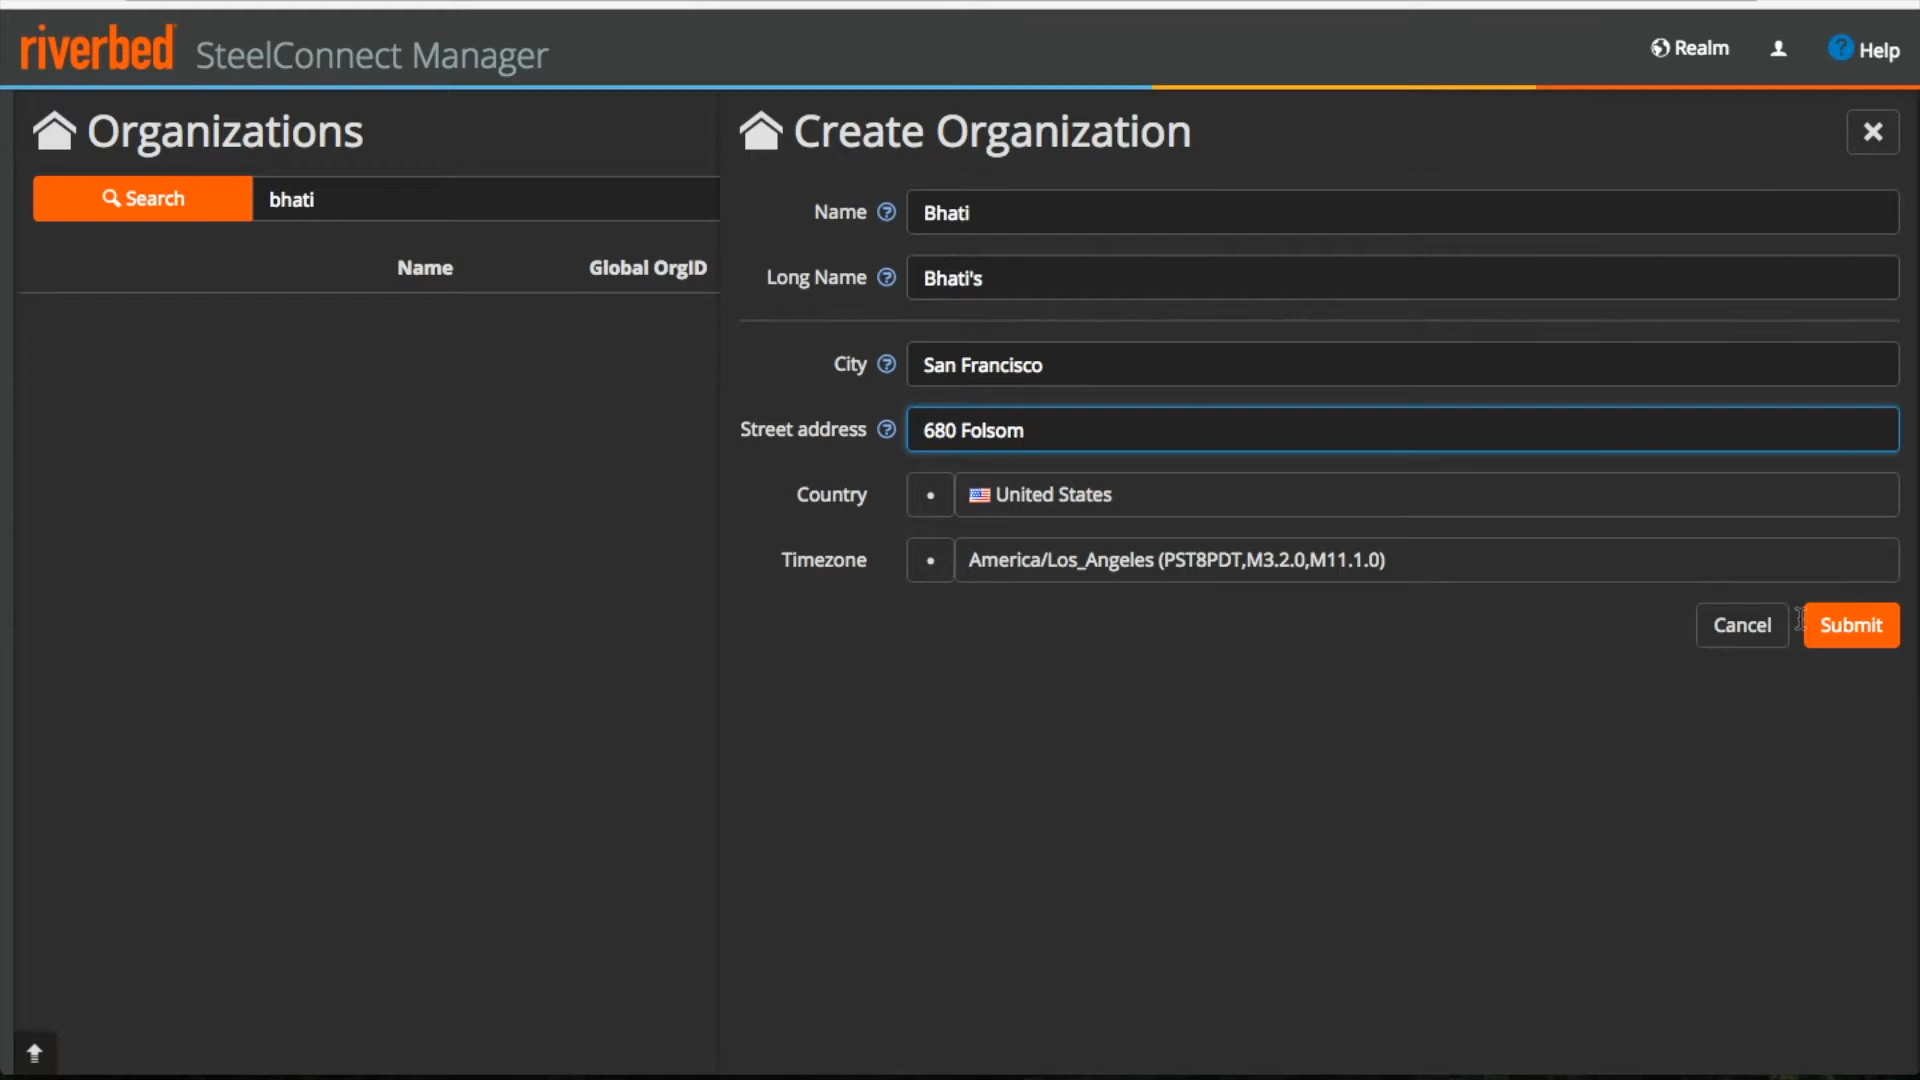 riverbed SteelConnect Manager
Realm
? Help
Organizations
Search
bhati
Name Global OrgID
Create Organization
Name ? Bhati
Long Name ? Bhati's
City ? San Francisco
Street address ? 680 Folsom
Country United States
Timezone America/Los_Angeles (PST8PDT,M3.2.0,M11.1.0)
Cancel Submit